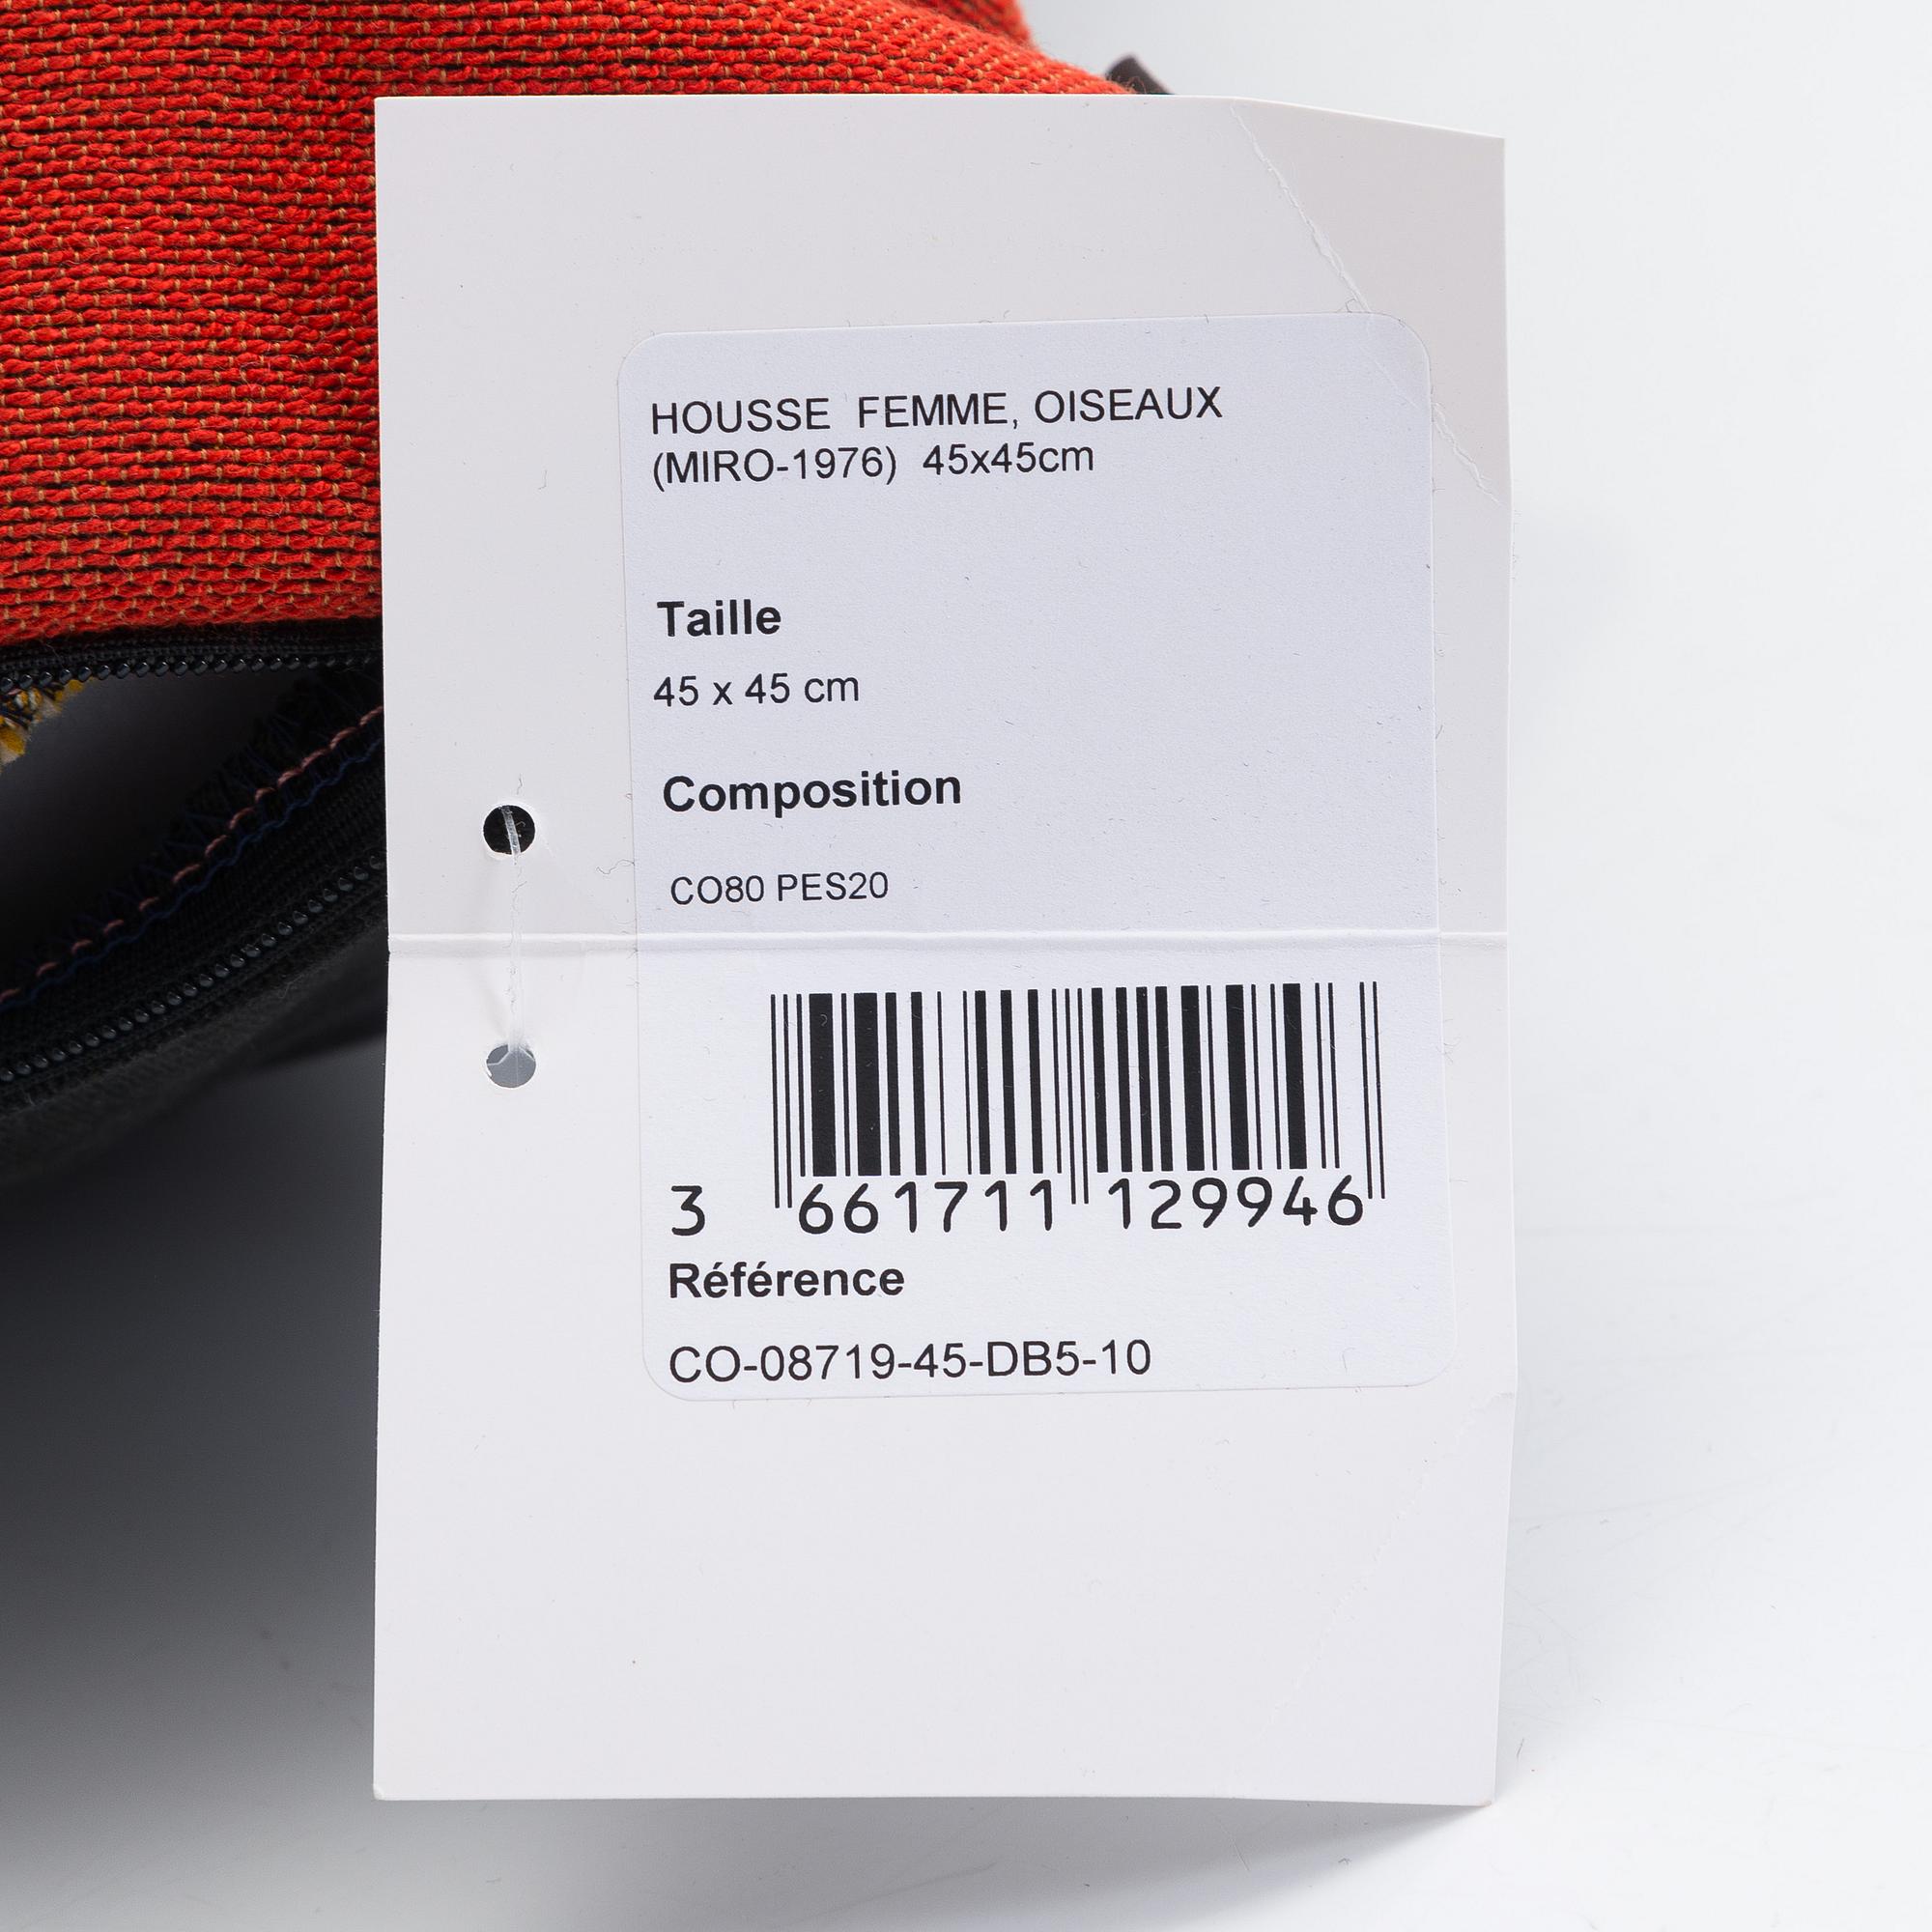 HOUSSE  FEMME, OISEAUX
(MIRO-1976)  45x45cm
Taille
45 x 45 cm
Composition
CO80 PES20
3 661711 129946
Référence
CO-08719-45-DB5-10